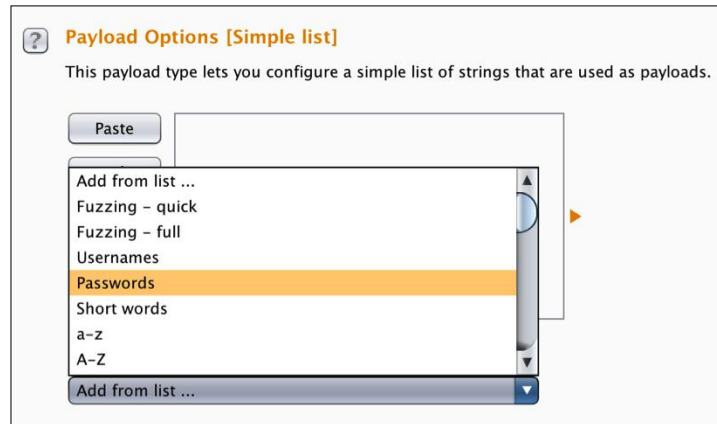 ?
Payload Options [Simple list]
This payload type lets you configure a simple list of strings that are used as payloads.
Paste
Add from list ...
Fuzzing - quick
Fuzzing - full
Usernames
Passwords
Short words
a-z
A-Z
Add from list ...